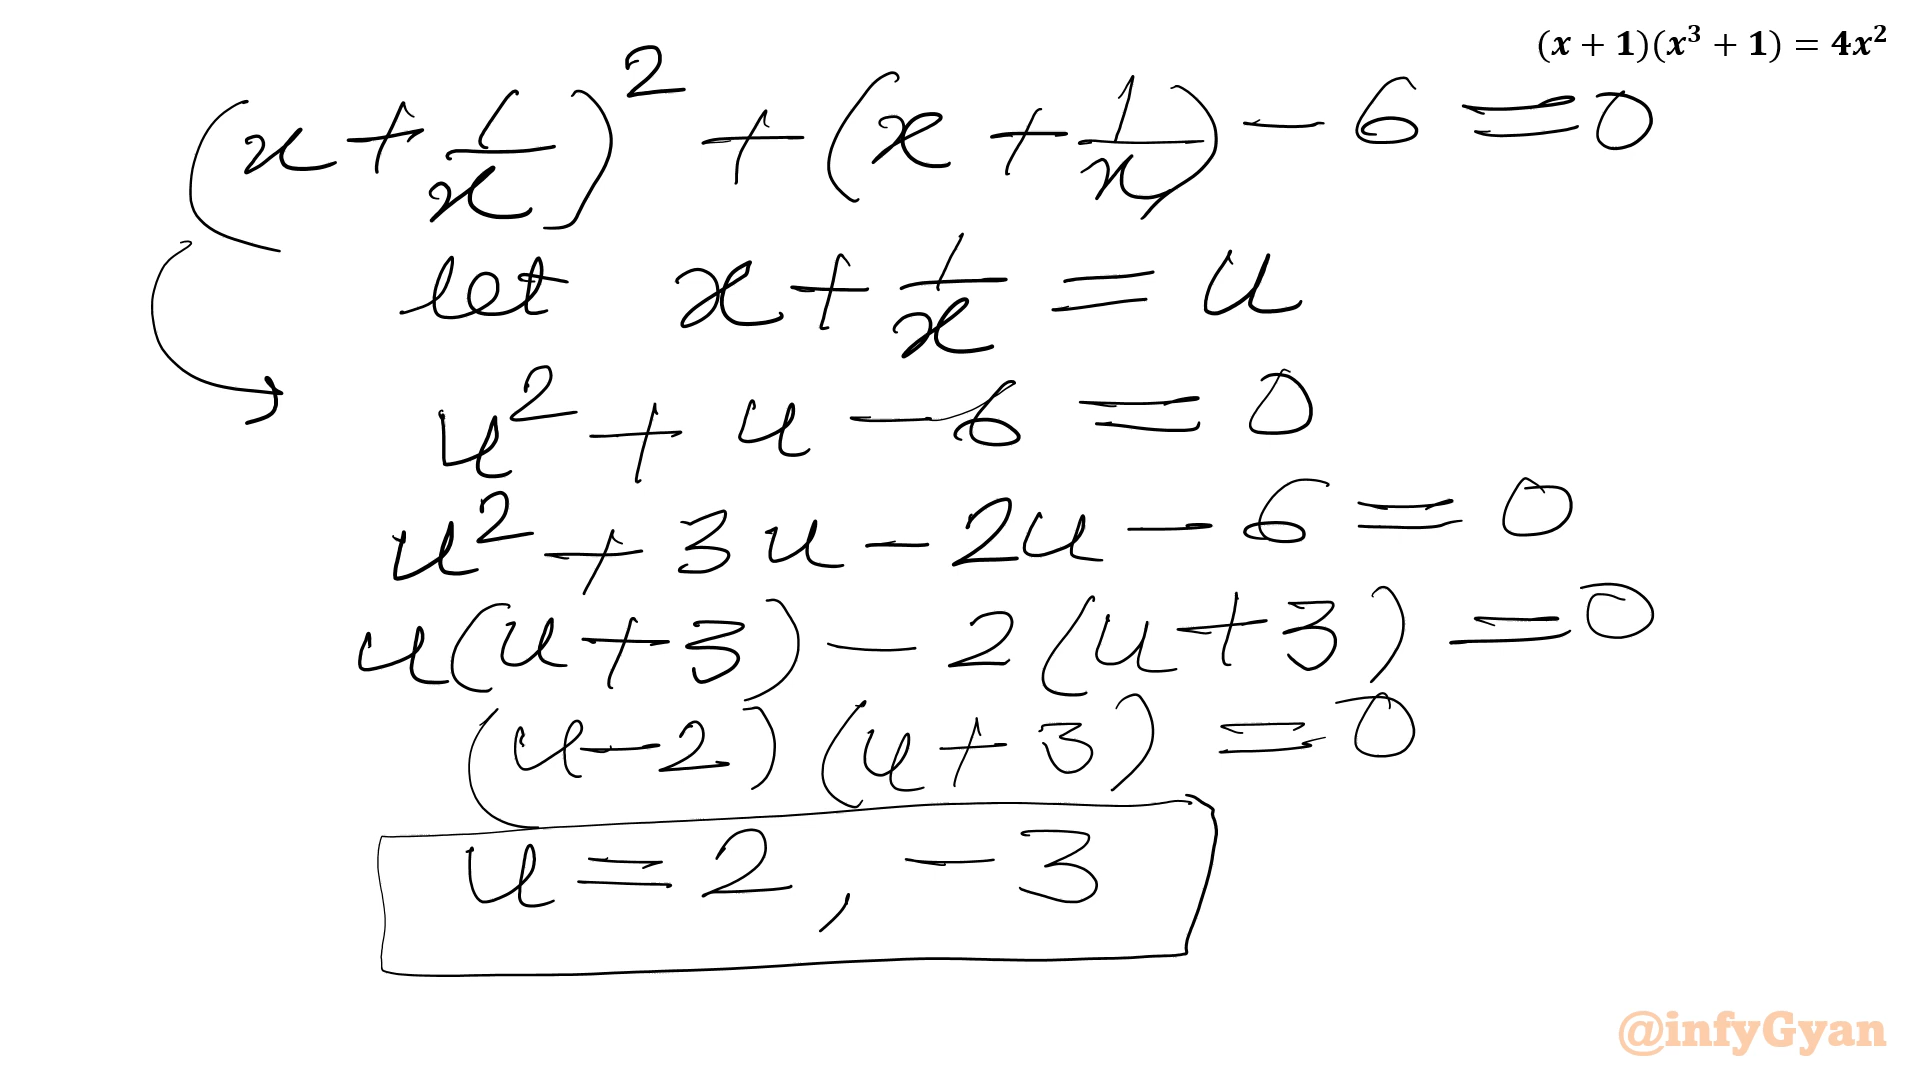 (x + 1)(x³ + 1) = 4x²
(x + 1/x)² + (x + 1/x) - 6 = 0
let x + 1/x = u
u² + u - 6 = 0
u² + 3u - 2u - 6 = 0
u(u + 3) - 2(u + 3) = 0
(u - 2)(u + 3) = 0
u = 2, -3
@infyGyan